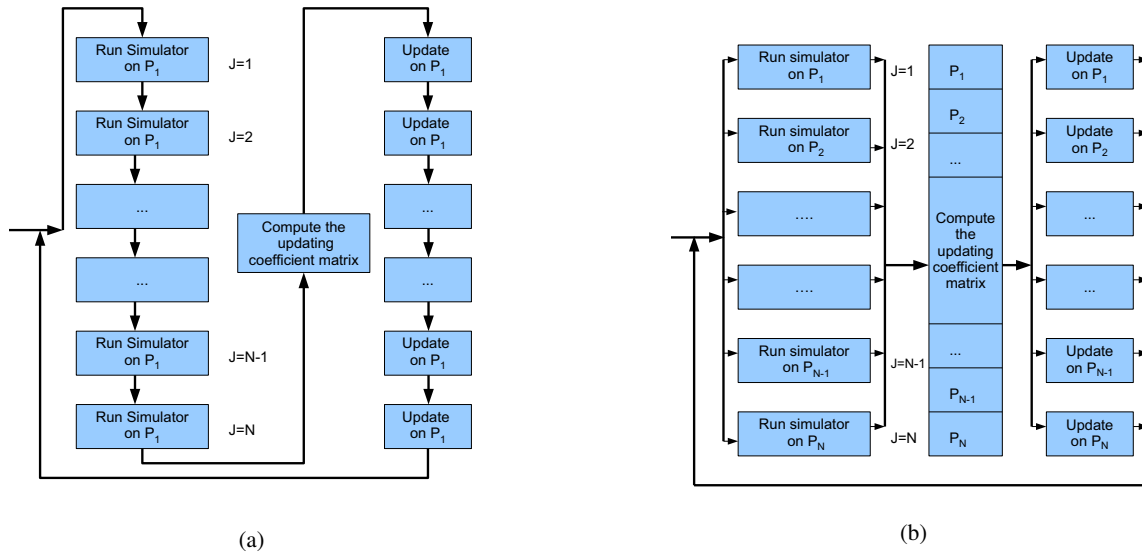 Run Simulator
on P1
J=1
Run Simulator
on P1
J=2
...
...
Run Simulator
on P1
J=N-1
Run Simulator
on P1
J=N
Compute the
updating
coefficient matrix
Update
on P1
Update
on P1
...
...
Update
on P1
Update
on P1
(a)
Run simulator
on P1
J=1
Run simulator
on P2
J=2
....
....
Run simulator
on PN-1
J=N-1
Run simulator
on PN
J=N
P1
P2
...
Compute
the
updating
coefficient
matrix
...
PN-1
PN
Update
on P1
Update
on P2
...
...
Update
on PN-1
Update
on PN
(b)